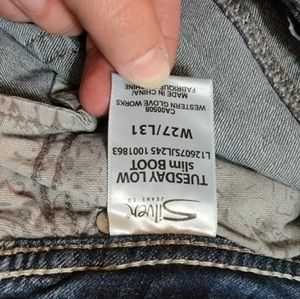 Silver
JEANS CO.
TUESDAY LOW
slim BOOT
L12607SJL245 1001863
W27/L31
WESTERN GLOVE WORKS
CA00508
MADE IN CHINA/
FABRIQUE EN CHINE